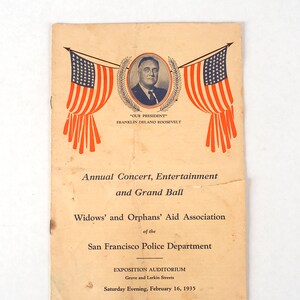 "OUR PRESIDENT"
FRANKLIN DELANO ROOSEVELT
Annual Concert, Entertainment
and Grand Ball
Widows' and Orphans' Aid Association
of the
San Francisco Police Department
EXPOSITION AUDITORIUM
Grove and Larkin Streets
Saturday Evening, February 16, 1935